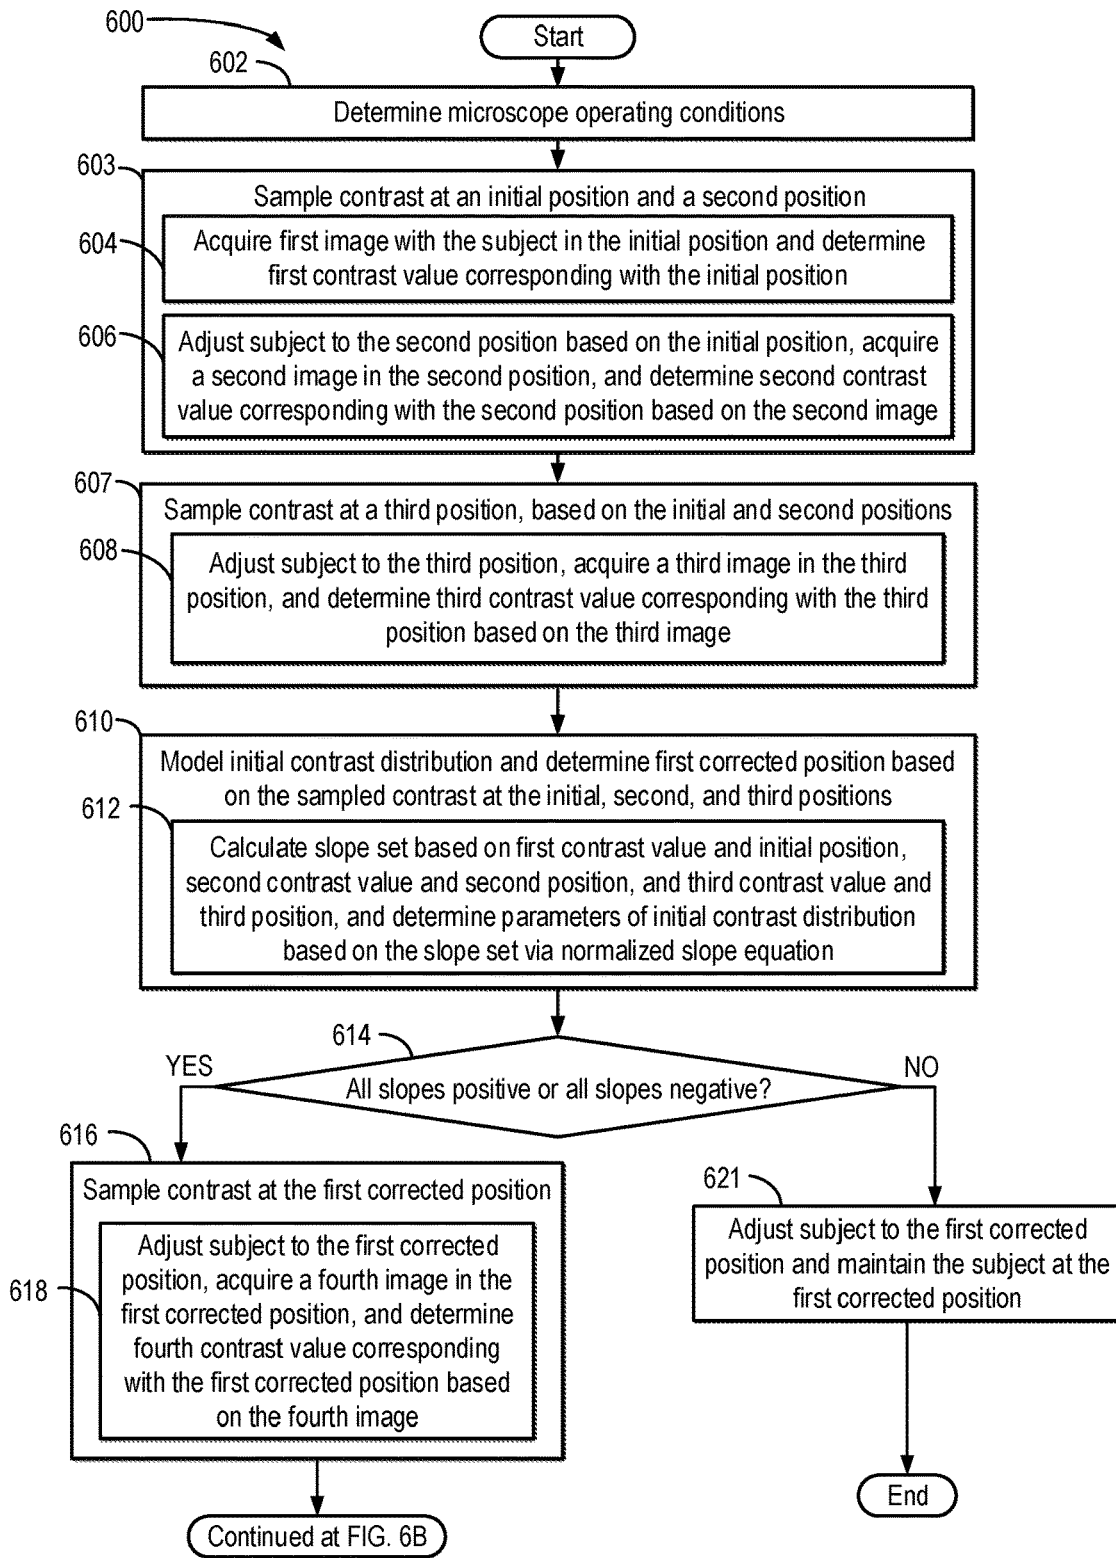 600
Start
602
Determine microscope operating conditions
603
Sample contrast at an initial position and a second position
604
Acquire first image with the subject in the initial position and determine
first contrast value corresponding with the initial position
606
Adjust subject to the second position based on the initial position, acquire
a second image in the second position, and determine second contrast
value corresponding with the second position based on the second image
607
Sample contrast at a third position, based on the initial and second positions
608
Adjust subject to the third position, acquire a third image in the third
position, and determine third contrast value corresponding with the third
position based on the third image
610
Model initial contrast distribution and determine first corrected position based
on the sampled contrast at the initial, second, and third positions
612
Calculate slope set based on first contrast value and initial position,
second contrast value and second position, and third contrast value and
third position, and determine parameters of initial contrast distribution
based on the slope set via normalized slope equation
614
YES
NO
All slopes positive or all slopes negative?
616
Sample contrast at the first corrected position
618
Adjust subject to the first corrected
position, acquire a fourth image in the
first corrected position, and determine
fourth contrast value corresponding
with the first corrected position based
on the fourth image
Continued at FIG. 6B
621
Adjust subject to the first corrected
position and maintain the subject at the
first corrected position
End